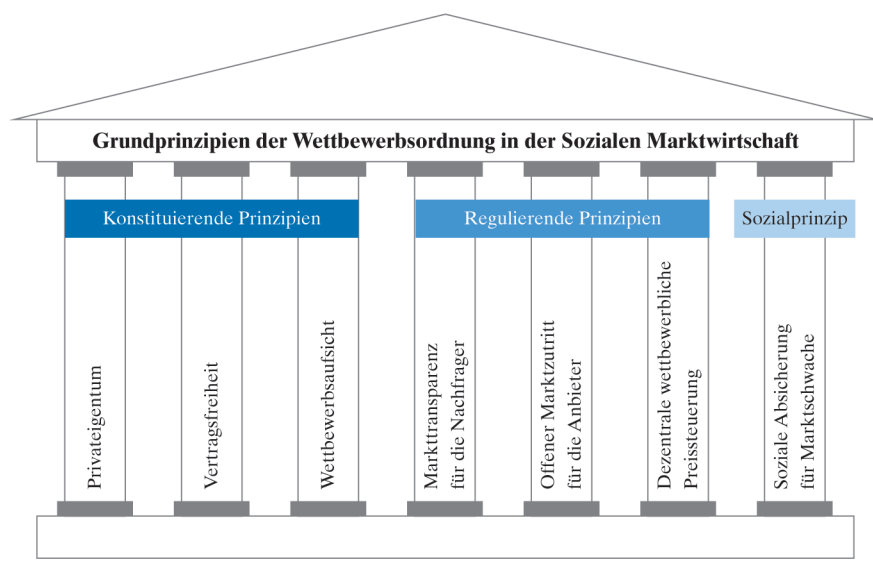 Grundprinzipien der Wettbewerbsordnung in der Sozialen Marktwirtschaft
Konstituierende Prinzipien
Regulierende Prinzipien
Sozialprinzip
Privateigentum
Vertragsfreiheit
Wettbewerbsaufsicht
Markttransparenz
für die Nachfrager
Offener Marktzutritt
für die Anbieter
Dezentrale wettbewerbliche
Preissteuerung
Soziale Absicherung
für Marktschwache